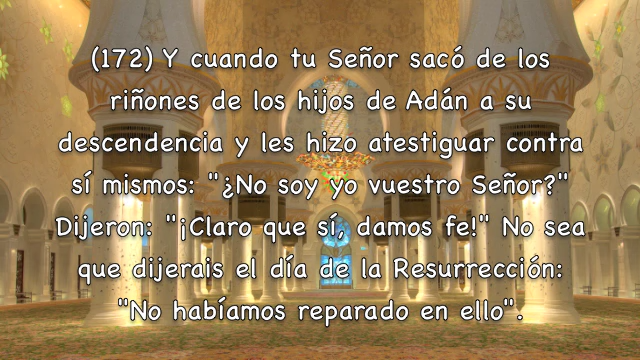 (172) Y cuando tu Señor sacó de los
riñones de los hijos de Adán a su
descendencia y les hizo atestiguar contra
sí mismos: "¿No soy yo vuestro Señor?"
Dijeron: "¡Claro que sí, damos fe!" No sea
que dijerais el día de la Resurrección:
"No habíamos reparado en ello".